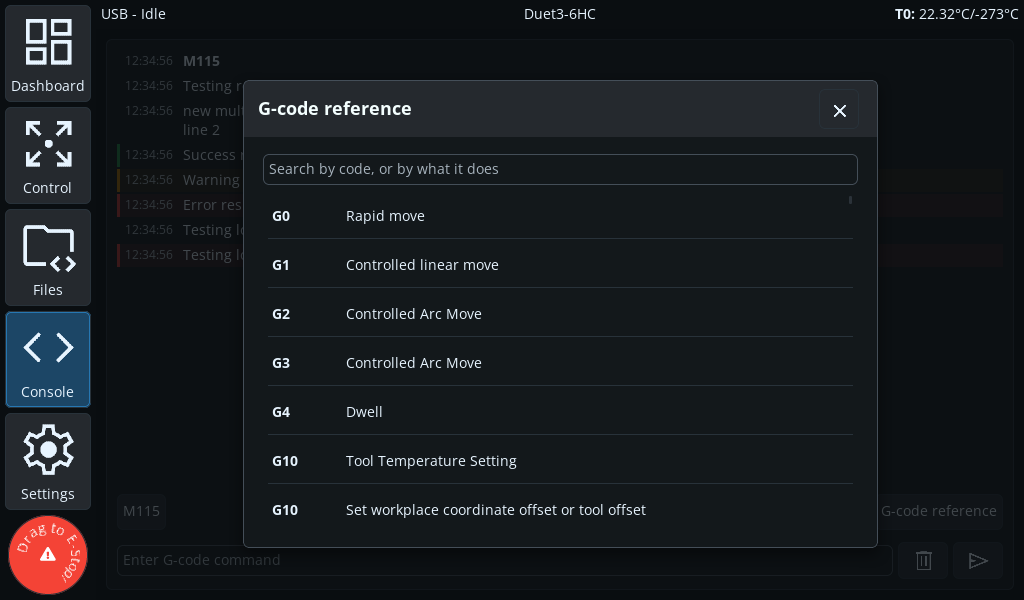 USB - Idle
Duet3-6HC
T0: 22.32°C/-273°C
Dashboard
Control
Files
Console
Settings
Drag to E-Stop!
12:34:56 M115
12:34:56 Testing r
12:34:56 new mult
line 2
12:34:56 Success
12:34:56 Warning
12:34:56 Error res
12:34:56 Testing l
12:34:56 Testing l
G-code reference
Search by code, or by what it does
G0 Rapid move
G1 Controlled linear move
G2 Controlled Arc Move
G3 Controlled Arc Move
G4 Dwell
G10 Tool Temperature Setting
G10 Set workplace coordinate offset or tool offset
M115
G-code reference
Enter G-code command